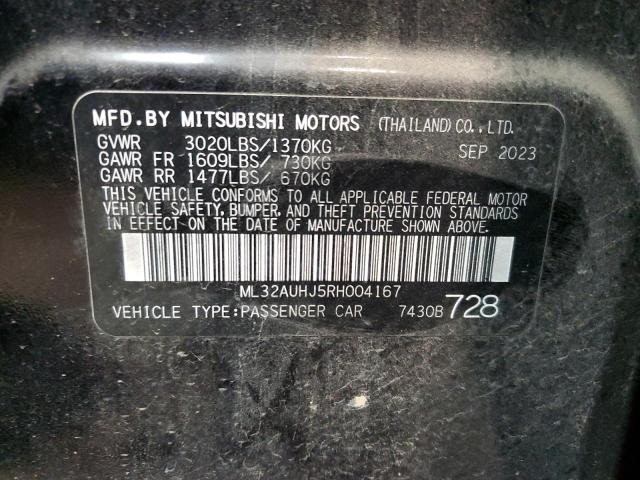 MFD.BY MITSUBISHI MOTORS (THAILAND)CO.,LTD.
GVWR 3020LBS/1370KG SEP 2023
GAWR FR 1609LBS/ 730KG
GAWR RR 1477LBS/ 670KG
THIS VEHICLE CONFORMS TO ALL APPLICABLE FEDERAL MOTOR
VEHICLE SAFETY, BUMPER, AND THEFT PREVENTION STANDARDS
IN EFFECT ON THE DATE OF MANUFACTURE SHOWN ABOVE.
ML32AUHJ5RH004167
VEHICLE TYPE:PASSENGER CAR 7430B 728